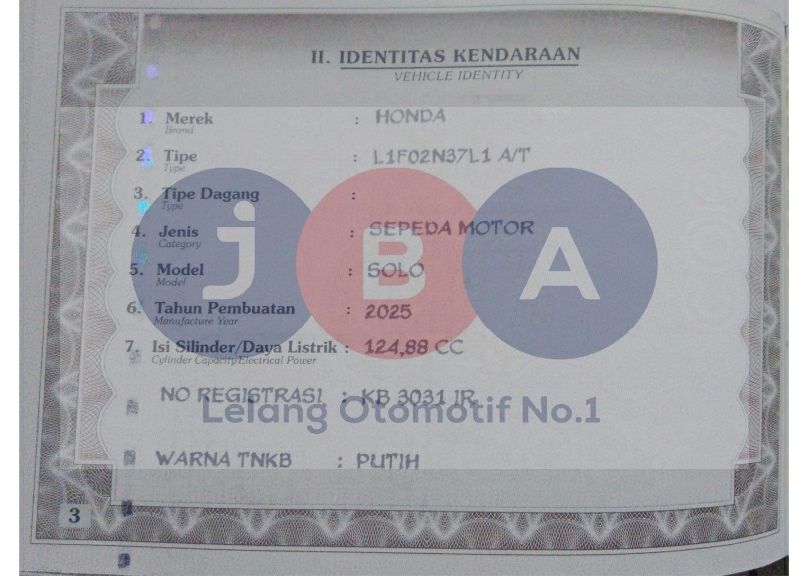 II. IDENTITAS KENDARAAN
VEHICLE IDENTITY
1. Merek : HONDA
Brand
2. Tipe : L1F02N37L1 A/T
Type
3. Tipe Dagang :
Type
4. Jenis : SEPEDA MOTOR
Category
5. Model : SOLO
Model
6. Tahun Pembuatan : 2025
Manufacture Year
7. Isi Silinder/Daya Listrik : 124,88 CC
Cylinder Capacity/Electrical Power
NO REGISTRASI : KB 3031 IR
WARNA TNKB : PUTIH
3
jBA
Lelang Otomotif No.1